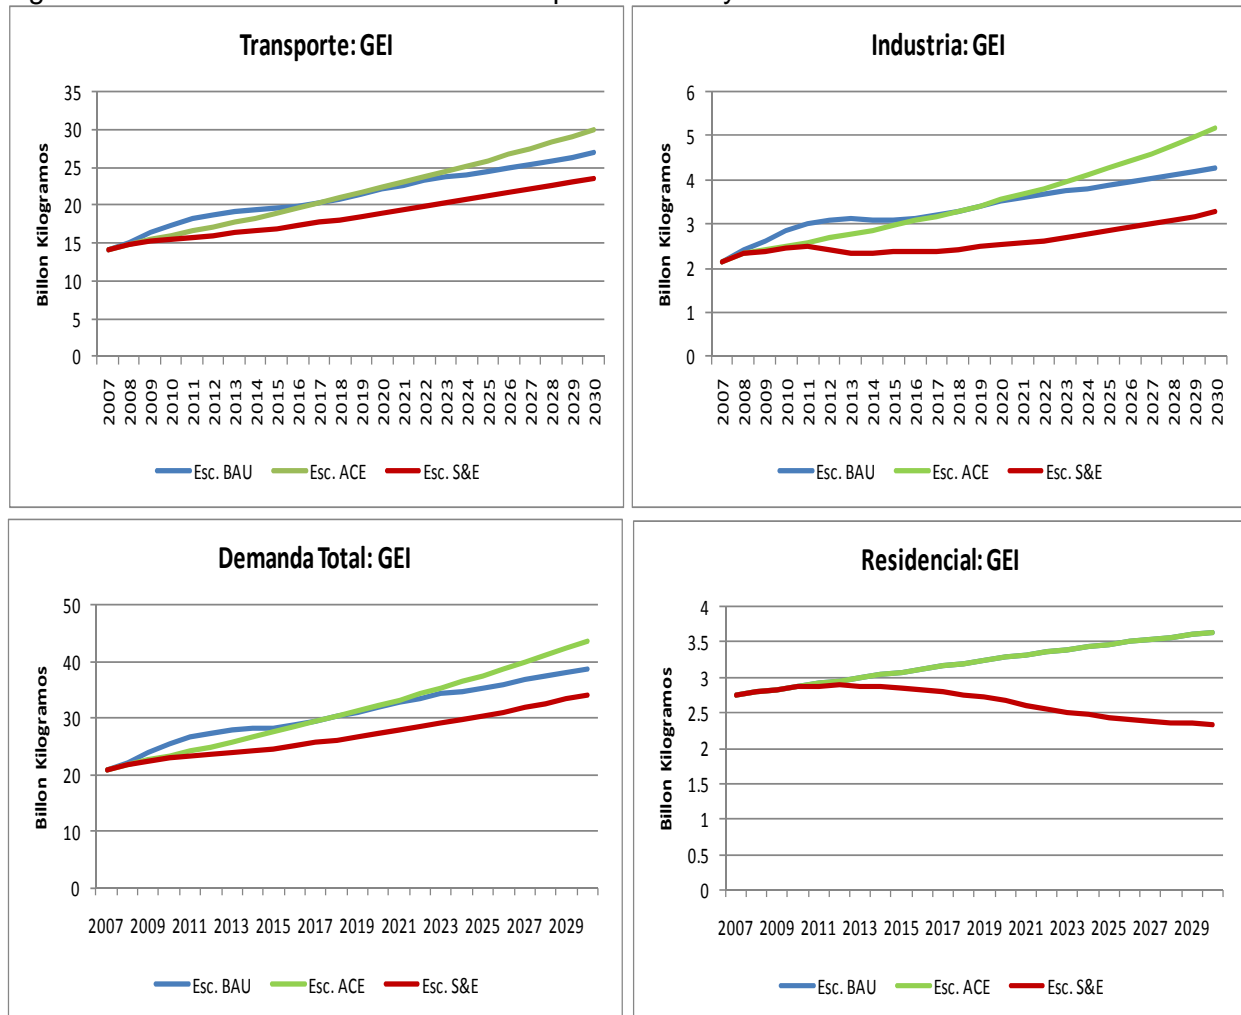 Transporte: GEI
Billon Kilogramos
35
30
25
20
15
10
5
0
2007 2008 2009 2010 2011 2012 2013 2014 2015 2016 2017 2018 2019 2020 2021 2022 2023 2024 2025 2026 2027 2028 2029 2030
Esc. BAU Esc. ACE Esc. S&E
Industria: GEI
Billon Kilogramos
6
5
4
3
2
1
0
2007 2008 2009 2010 2011 2012 2013 2014 2015 2016 2017 2018 2019 2020 2021 2022 2023 2024 2025 2026 2027 2028 2029 2030
Esc. BAU Esc. ACE Esc. S&E
Demanda Total: GEI
Billon Kilogramos
50
40
30
20
10
0
2007 2009 2011 2013 2015 2017 2019 2021 2023 2025 2027 2029
Esc. BAU Esc. ACE Esc. S&E
Residencial: GEI
Billon Kilogramos
4
3.5
3
2.5
2
1.5
1
0.5
0
2007 2009 2011 2013 2015 2017 2019 2021 2023 2025 2027 2029
Esc. BAU Esc. ACE Esc. S&E